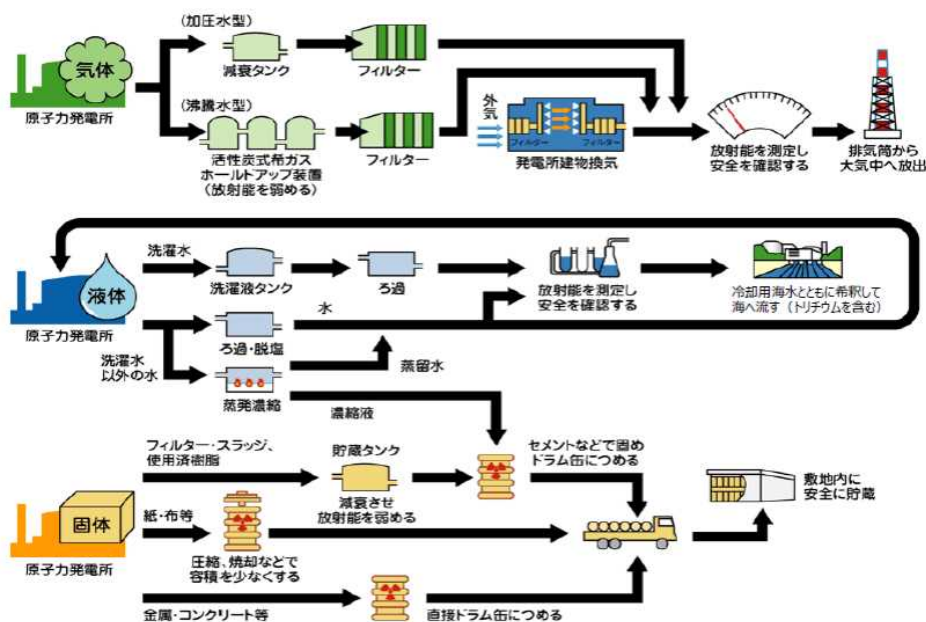 (加圧水型)
気体
原子力発電所
減衰タンク
フィルター
(沸騰水型)
活性炭式希ガス
ホールドアップ装置
(放射能を弱める)
フィルター
外気
フィルター
フィルター
発電所建物換気
放射能を測定し
安全を確認する
排気筒から
大気中へ放出
液体
原子力発電所
洗濯水
洗濯液タンク
ろ過
放射能を測定し
安全を確認する
冷却用海水とともに希釈して
海へ流す(トリチウムを含む)
水
ろ過・脱塩
洗濯水
以外の水
蒸留水
蒸発濃縮
濃縮液
固体
原子力発電所
フィルター・スラッジ、
使用済樹脂
貯蔵タンク
減衰させ
放射能を弱める
セメントなどで固め
ドラム缶につめる
紙・布等
圧縮、焼却などで
容積を少なくする
敷地内に
安全に貯蔵
金属・コンクリート等
直接ドラム缶につめる